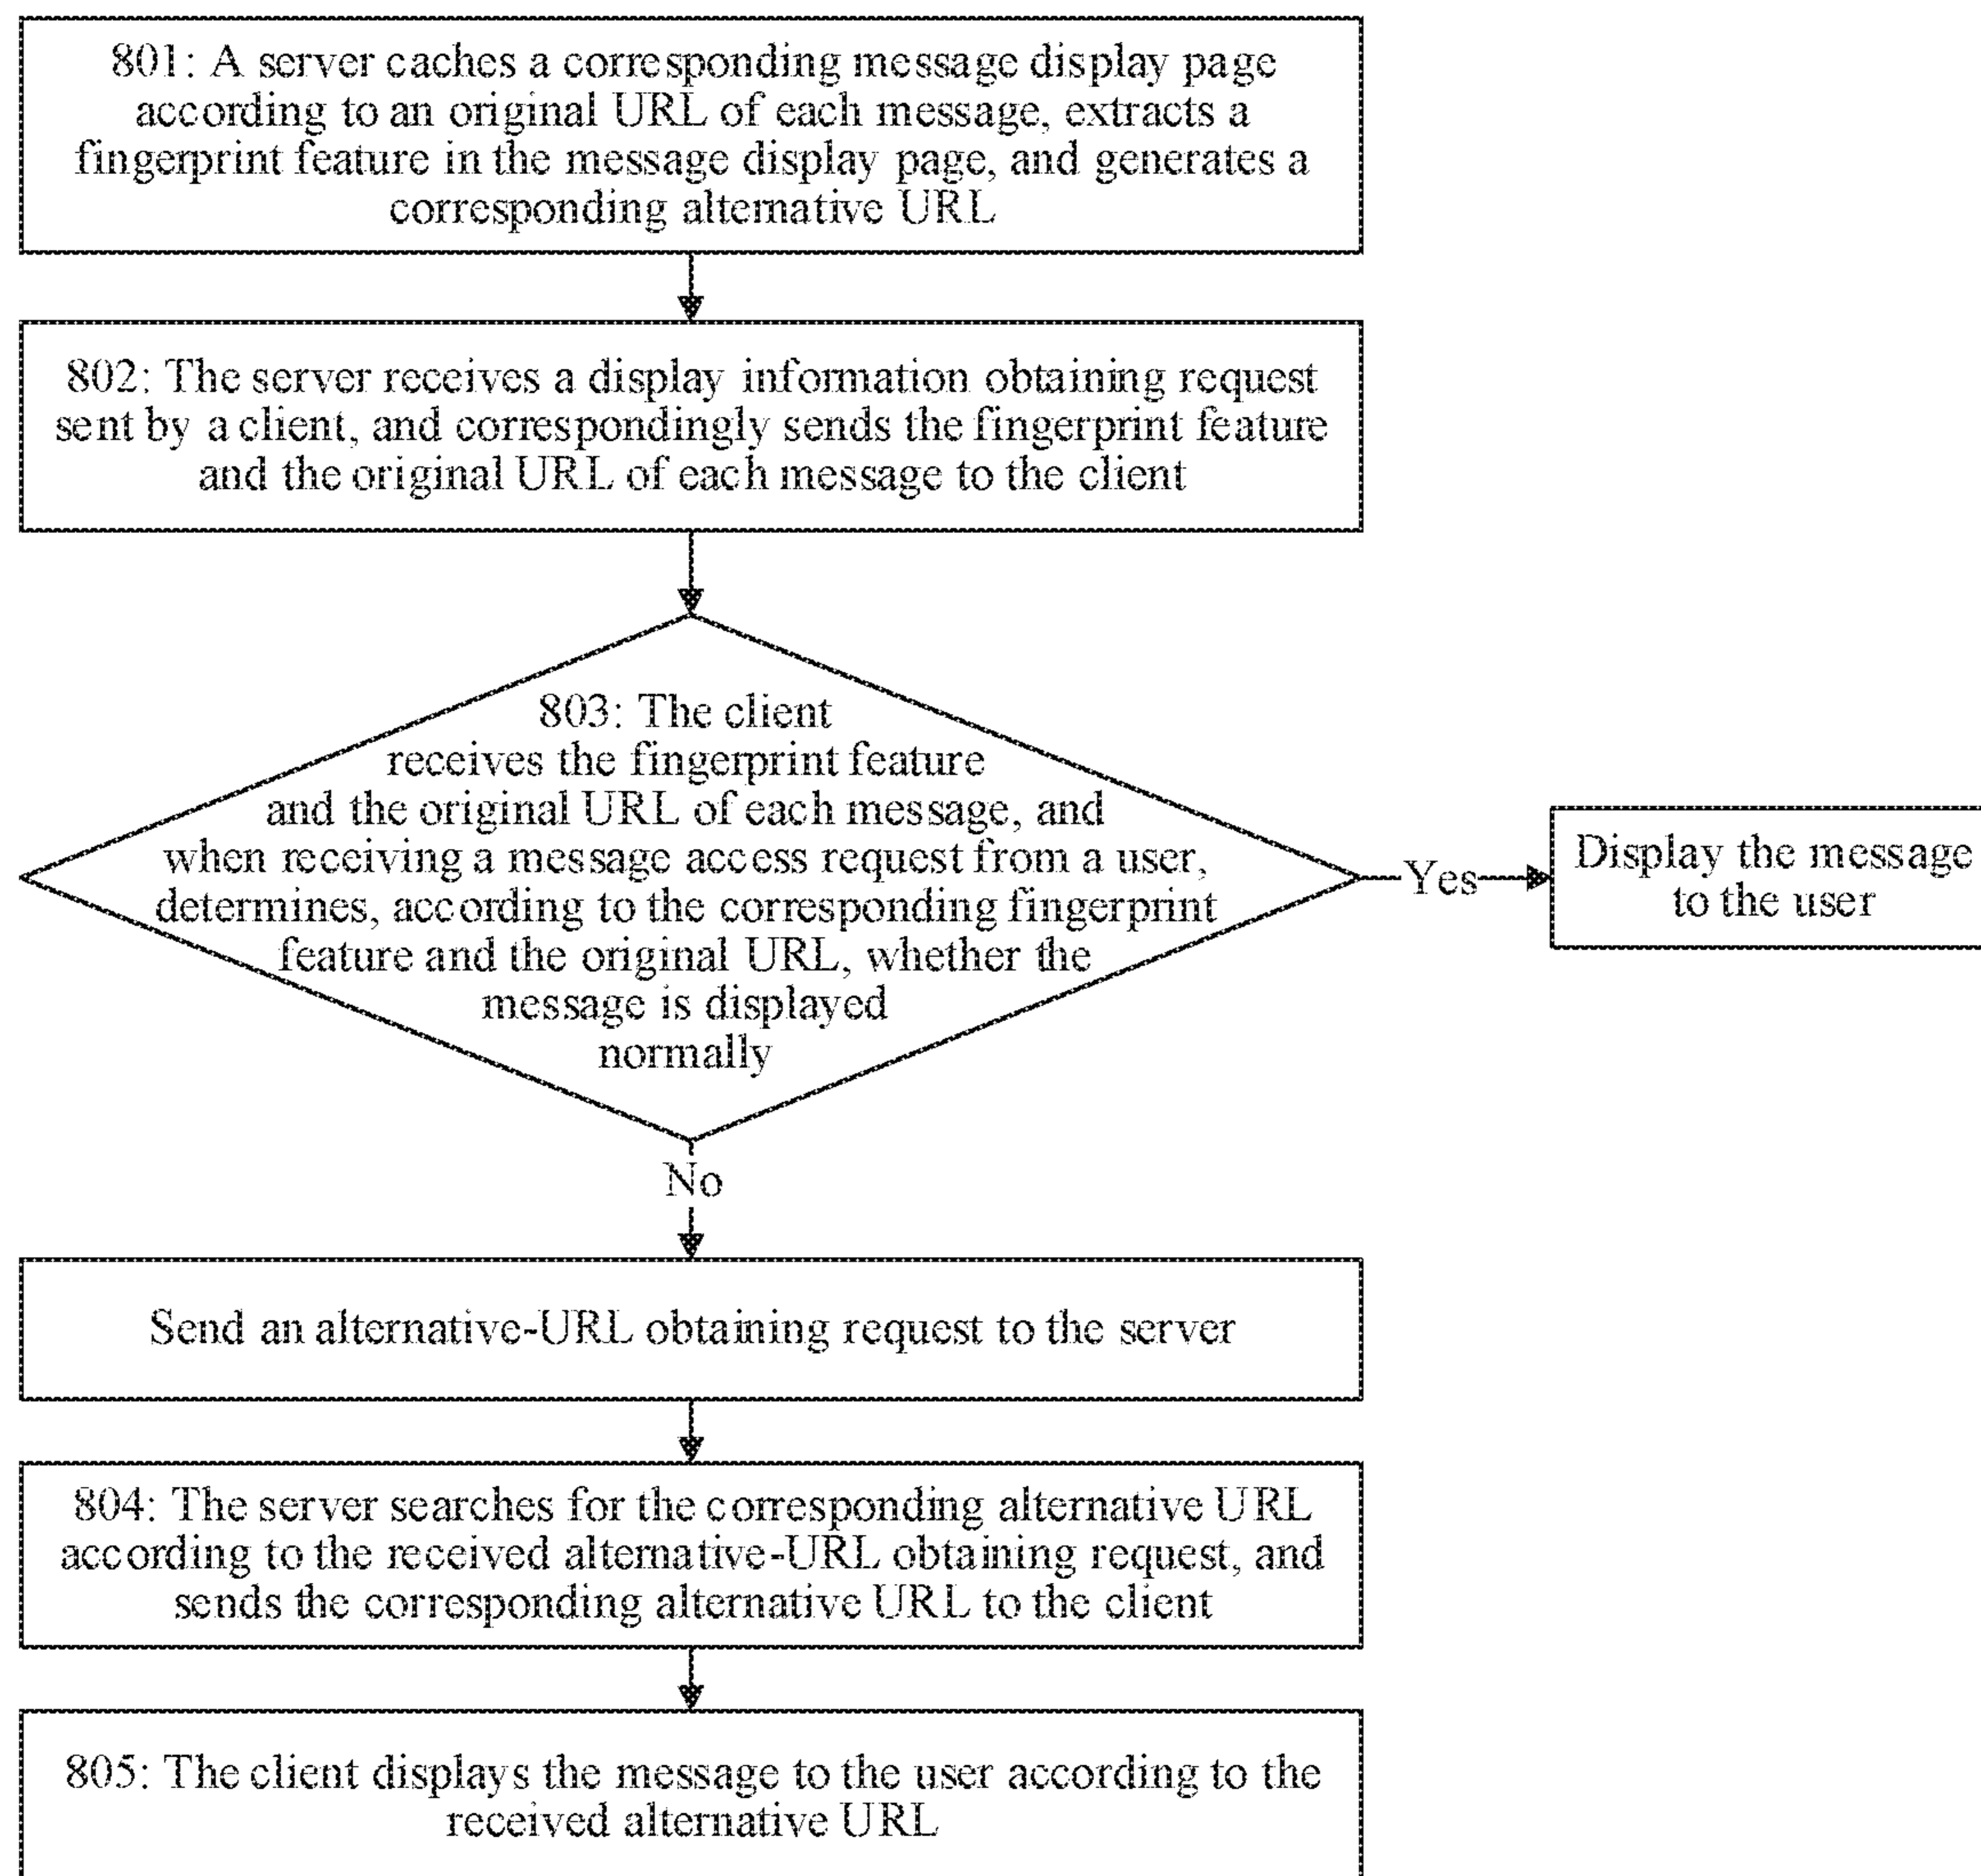 801: A server caches a corresponding message display page
according to an original URL of each message, extracts a
fingerprint feature in the message display page, and generates a
corresponding alternative URL
802: The server receives a display information obtaining request
sent by a client, and correspondingly sends the fingerprint feature
and the original URL of each message to the client
803: The client
receives the fingerprint feature
and the original URL of each message, and
when receiving a message access request from a user,
determines, according to the corresponding fingerprint
feature and the original URL, whether the
message is displayed
normally
Yes
Display the message
to the user
No
Send an alternative-URL obtaining request to the server
804: The server searches for the corresponding alternative URL
according to the received alternative-URL obtaining request, and
sends the corresponding alternative URL to the client
805: The client displays the message to the user according to the
received alternative URL